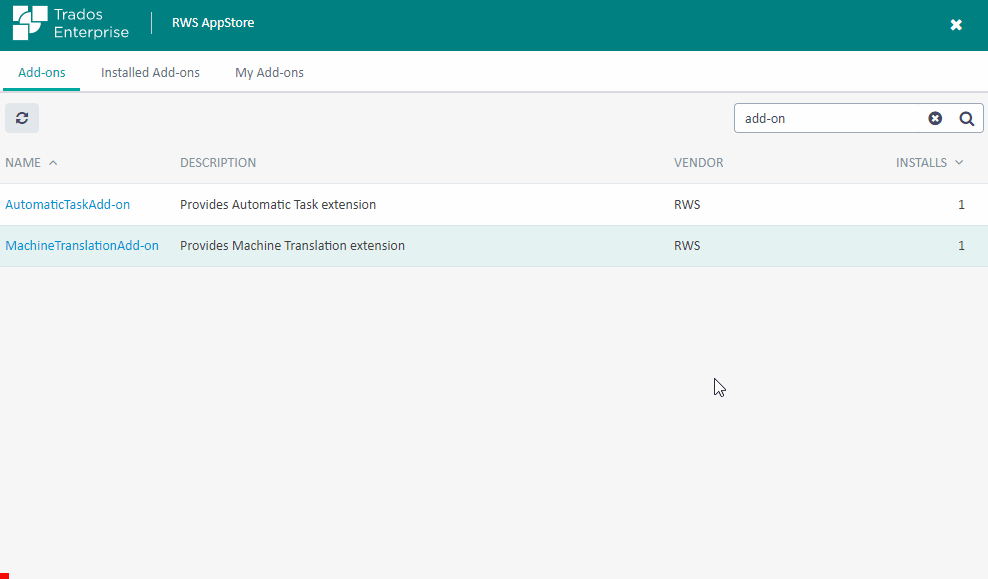 Trados
Enterprise
RWS AppStore
Add-ons Installed Add-ons My Add-ons
add-on
NAME DESCRIPTION VENDOR INSTALLS
AutomaticTaskAdd-on Provides Automatic Task extension RWS 1
MachineTranslationAdd-on Provides Machine Translation extension RWS 1